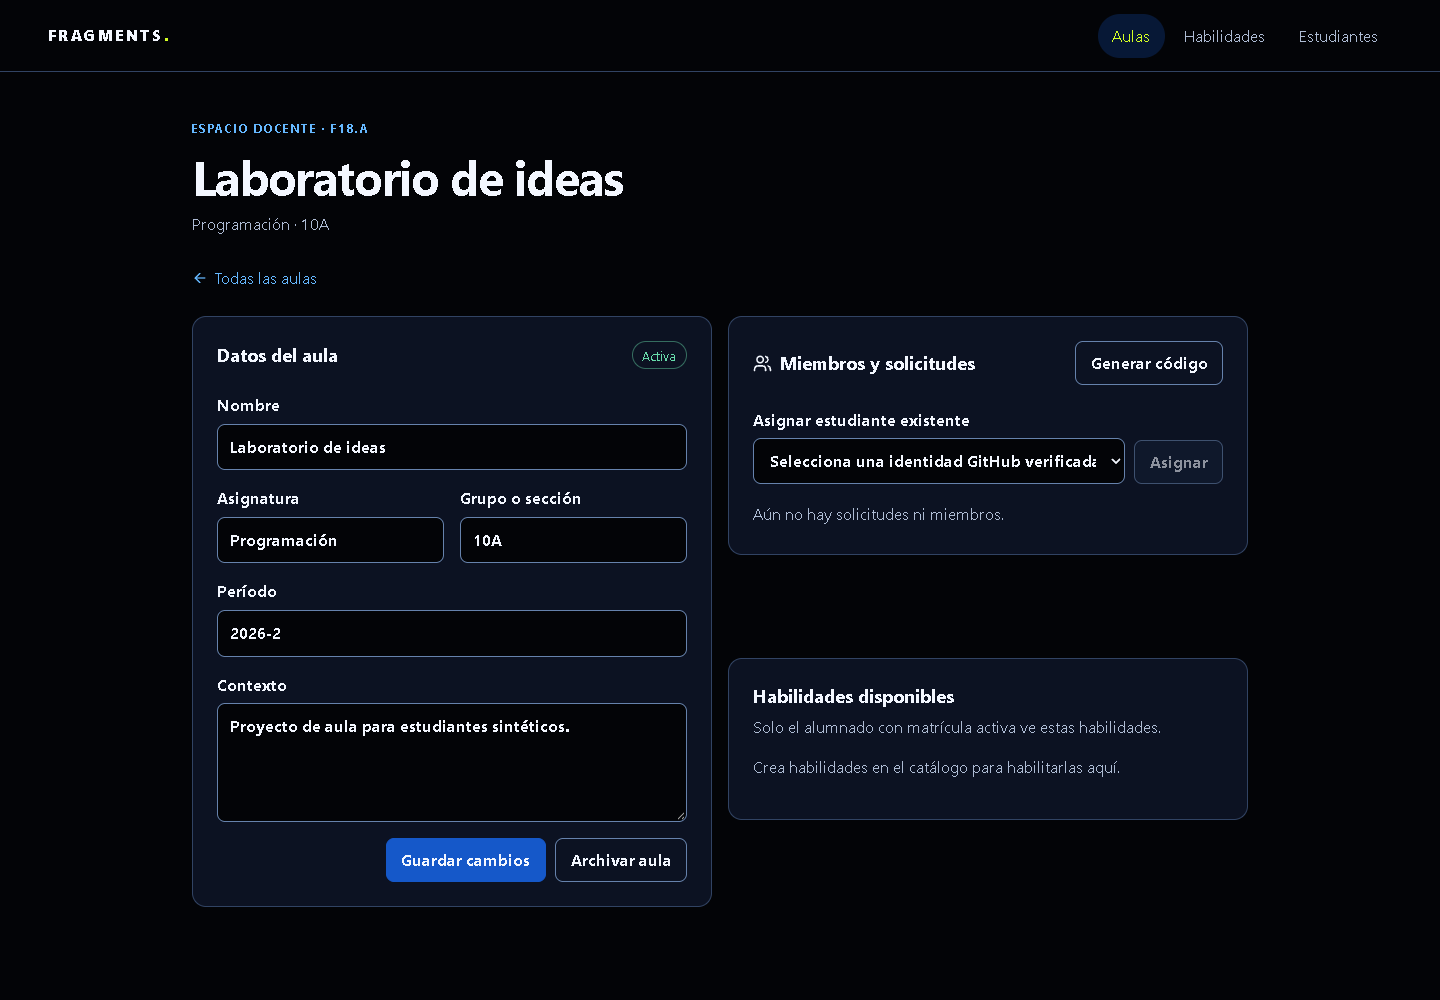 FRAGMENTS.
Aulas
Habilidades
Estudiantes
ESPACIO DOCENTE · F18.A
Laboratorio de ideas
Programación · 10A
← Todas las aulas
Datos del aula
Activa
Nombre
Laboratorio de ideas
Asignatura
Grupo o sección
Programación
10A
Período
2026-2
Contexto
Proyecto de aula para estudiantes sintéticos.
Guardar cambios
Archivar aula
Miembros y solicitudes
Generar código
Asignar estudiante existente
Selecciona una identidad GitHub verificada
Asignar
Aún no hay solicitudes ni miembros.
Habilidades disponibles
Solo el alumnado con matrícula activa ve estas habilidades.
Crea habilidades en el catálogo para habilitarlas aquí.